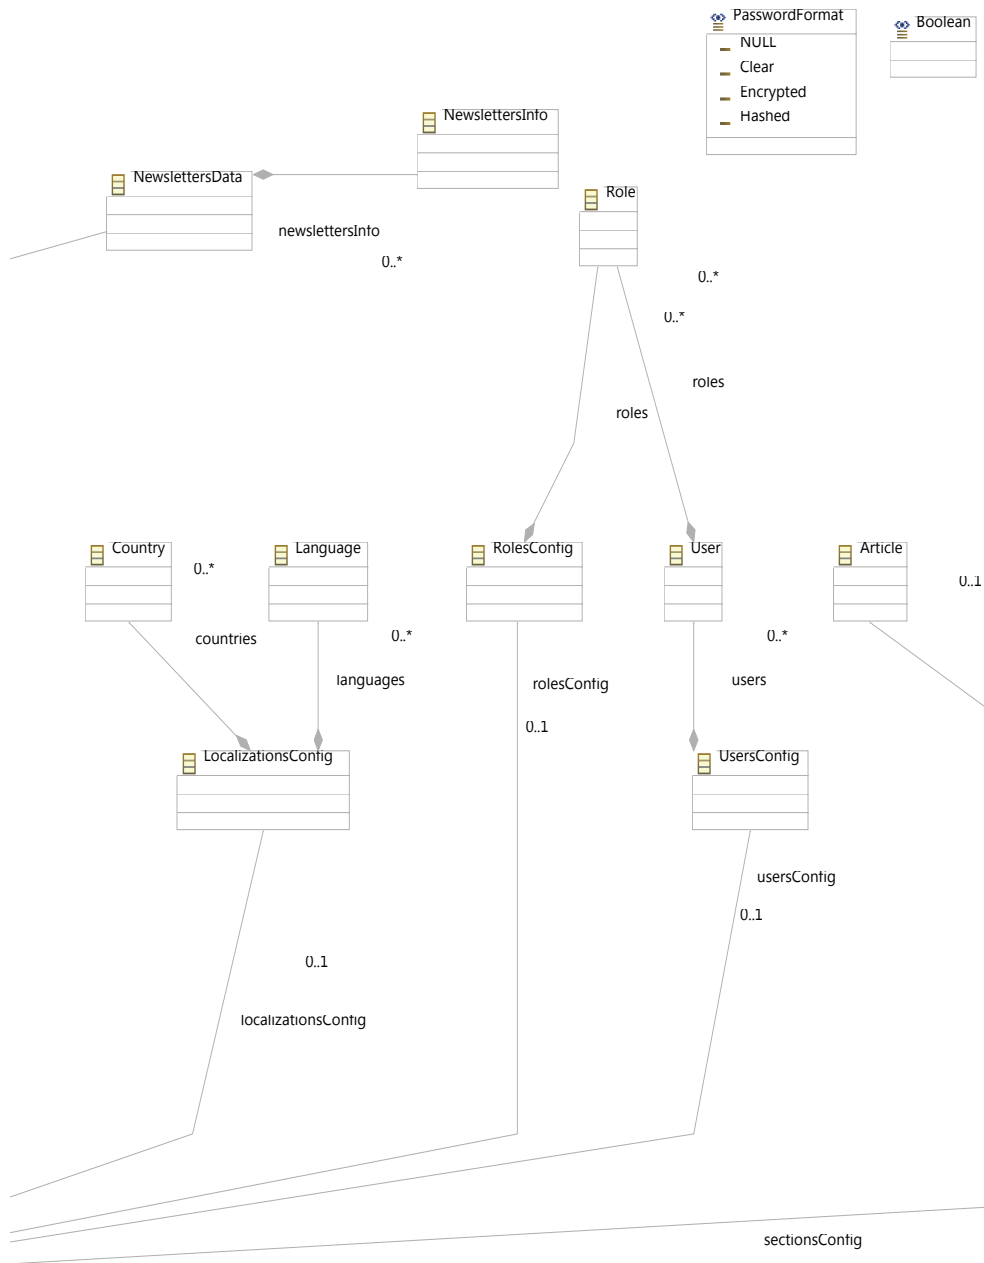 PasswordFormat
Boolean
NULL
Clear
Encrypted
Hashed
NewslettersInfo
NewslettersData
newslettersInfo
0..*
Role
0..*
0..*
roles
roles
Country
0..*
Language
RolesConfig
User
Article
0..1
countries
0..*
languages
rolesConfig
0..1
0..*
users
LocalizationsConfig
UsersConfig
usersConfig
0..1
0..1
localizationsConfig
sectionsConfig